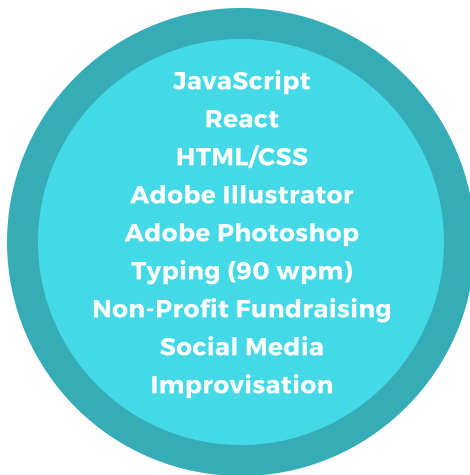 JavaScript
React
HTML/CSS
Adobe Illustrator
Adobe Photoshop
Typing (90 wpm)
Non-Profit Fundraising
Social Media
Improvisation